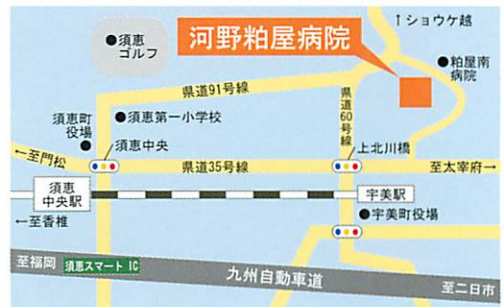 ↑ショウケ越
須恵
ゴルフ
河野粕屋病院
粕屋南
病院
県道91号線
県道60号線
須恵町
役場
須恵第一小学校
須恵中央
上北川橋
←至門松
県道35号線
至太宰府→
須恵
中央駅
宇美駅
←至香椎
宇美町役場
至福岡
須恵スマート IC
九州自動車道
至二日市